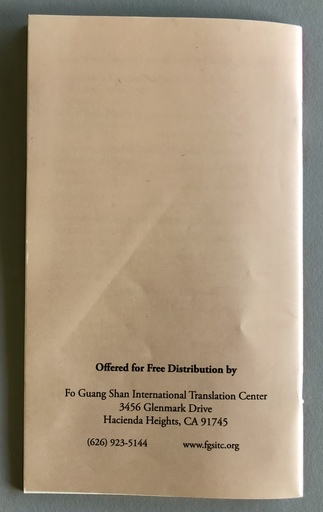 Offered for Free Distribution by
Fo Guang Shan International Translation Center
3456 Glenmark Drive
Hacienda Heights, CA 91745
(626) 923-5144 www.fgsitc.org